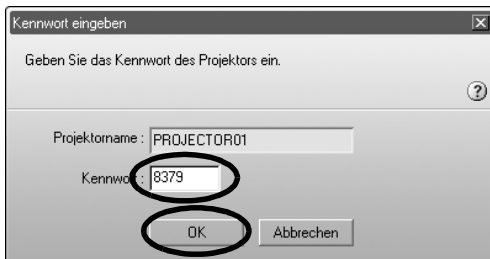 Kennwort eingeben
Geben Sie das Kennwort des Projektors ein.
?
Projektorname : PROJECTOR01
Kennwort : 8379
OK Abbrechen